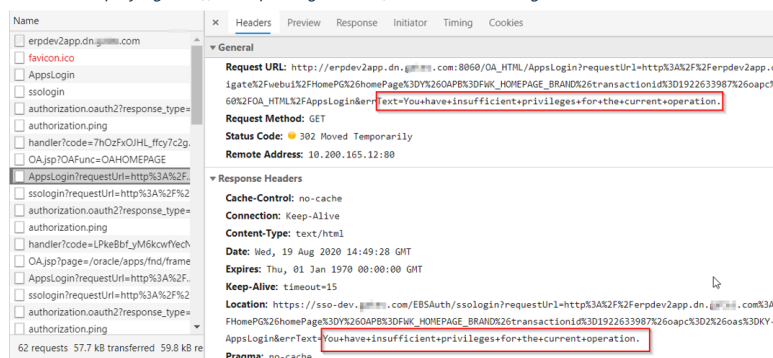 Name
erpdev2app.dn. .com
favicon.ico
AppsLogin
ssologin
authorization.oauth2?response_type=
authorization.ping
handler?code=7hOzFxOJHL_ffcy7c2g.
OA.jsp?OAFunc=OAHOMEPAGE
AppsLogin?requestUrl=http%3A%2F..
ssologin?requestUrl=http%3A%2F%2
authorization.oauth2?response_type=
authorization.ping
handler?code=LPkeBbf_yM6kcwfYecN
OA.jsp?page=/oracle/apps/fnd/frame
AppsLogin?requestUrl=http%3A%2F..
ssologin?requestUrl=http%3A%2F%2
authorization.oauth2?response_type=
authorization.ping
62 requests 57.7 kB transferred 59.8 kB re
× Headers Preview Response Initiator Timing Cookies
▼ General
Request URL: http://erpdev2app.dn. .com:8060/OA_HTML/AppsLogin?requestUrl=http%3A%2F%2Ferpdev2app.
igate%2Fwebui%2FHomePG%26homePage%3DY%26OAPB%3DFWK_HOMEPAGE_BRAND%26transactionid%3D1922633987%26oapc%
60%2FOA_HTML%2FAppsLogin&errText=You+have+insufficient+privileges+for+the+current+operation.
Request Method: GET
Status Code: 302 Moved Temporarily
Remote Address: 10.200.165.12:80
▼ Response Headers
Cache-Control: no-cache
Connection: Keep-Alive
Content-Type: text/html
Date: Wed, 19 Aug 2020 14:49:28 GMT
Expires: Thu, 01 Jan 1970 00:00:00 GMT
Keep-Alive: timeout=15
Location: https://sso-dev. .com/EBSAuth/ssologin?requestUrl=http%3A%2F%2Ferpdev2app.dn. .com%3A
FHomePG%26homePage%3DY%26OAPB%3DFWK_HOMEPAGE_BRAND%26transactionid%3D1922633987%26oapc%3D2%26oas%3DKY-
AppsLogin&errText=You+have+insufficient+privileges+for+the+current+operation.
Pragma: no-cache